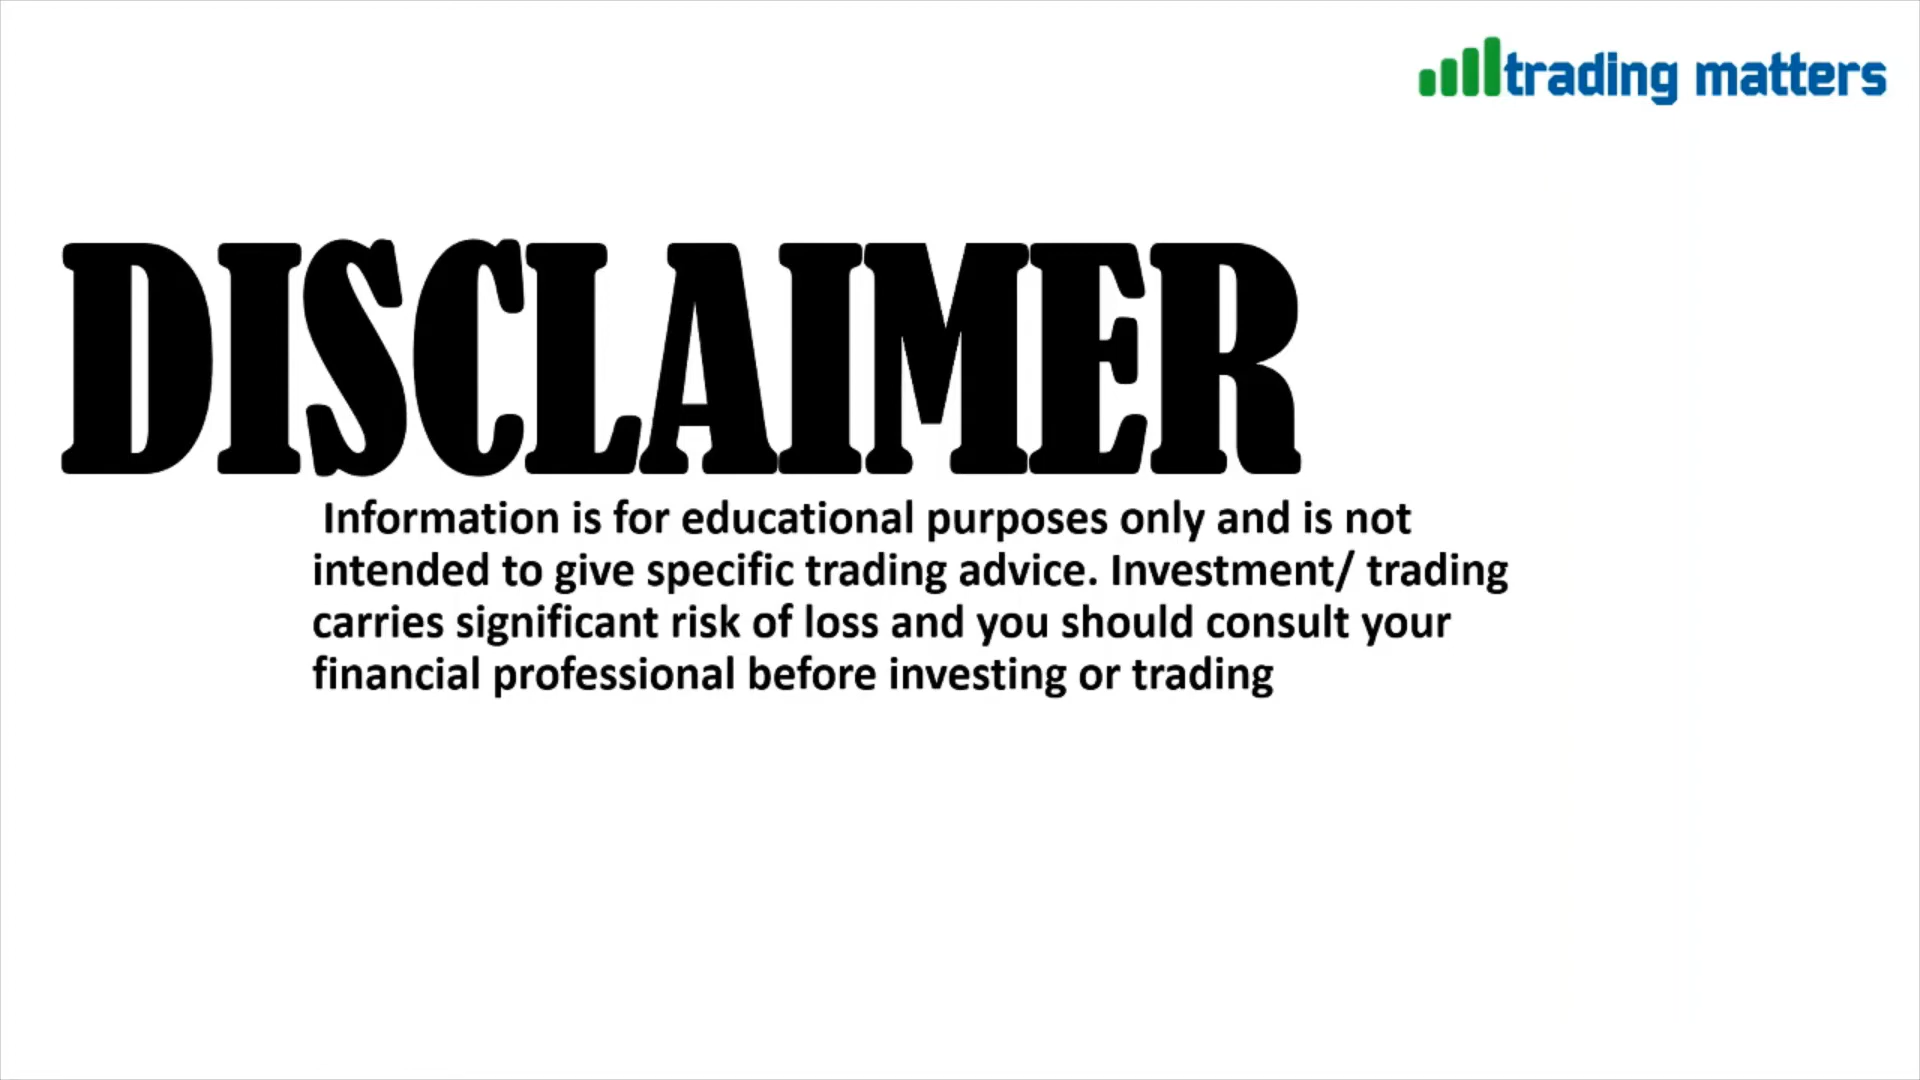 trading matters
DISCLAIMER
Information is for educational purposes only and is not
intended to give specific trading advice. Investment/ trading
carries significant risk of loss and you should consult your
financial professional before investing or trading